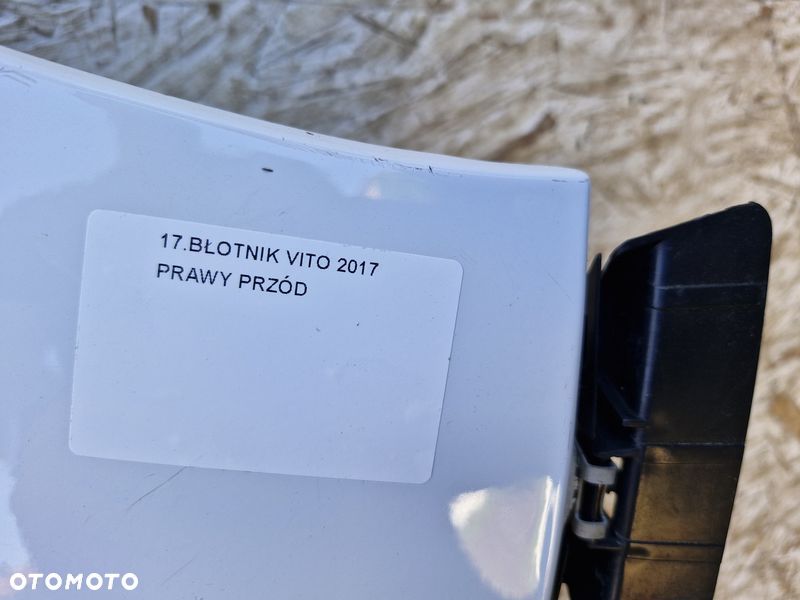 17.BŁOTNIK VITO 2017
PRAWY PRZÓD
OTOMOTO